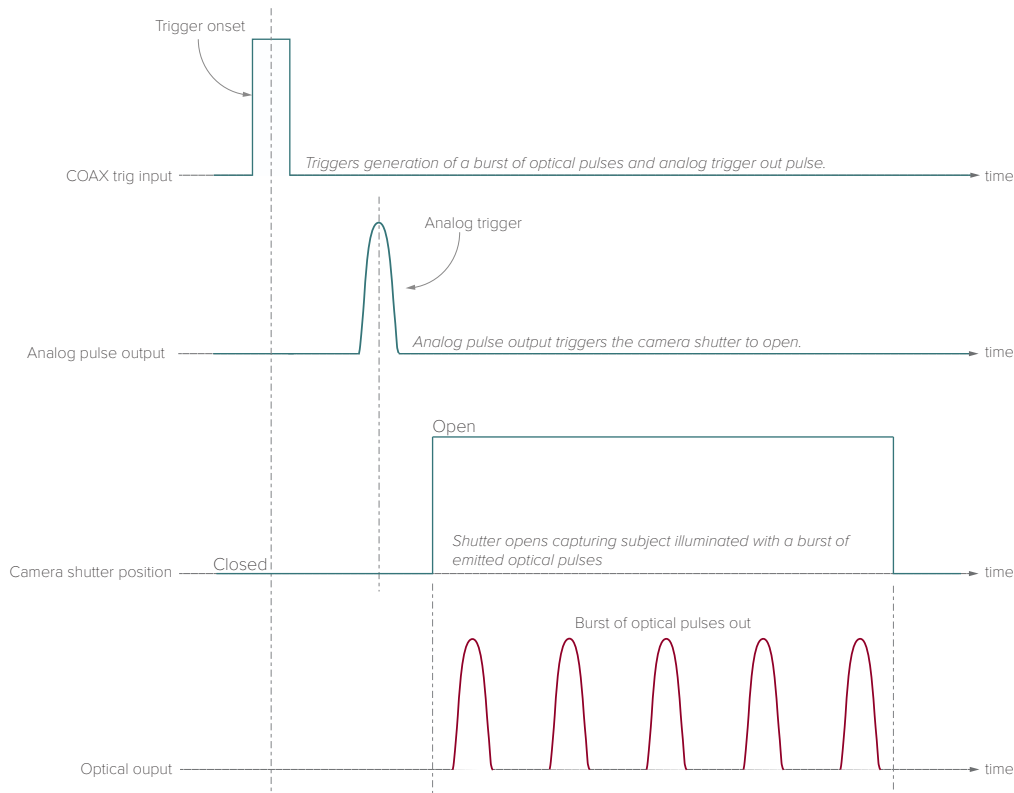 Trigger onset
Triggers generation of a burst of optical pulses and analog trigger out pulse.
COAX trig input
time
Analog trigger
Analog pulse output triggers the camera shutter to open.
Analog pulse output
time
Open
Shutter opens capturing subject illuminated with a burst of
emitted optical pulses
Closed
Camera shutter position
time
Burst of optical pulses out
Optical ouput
time